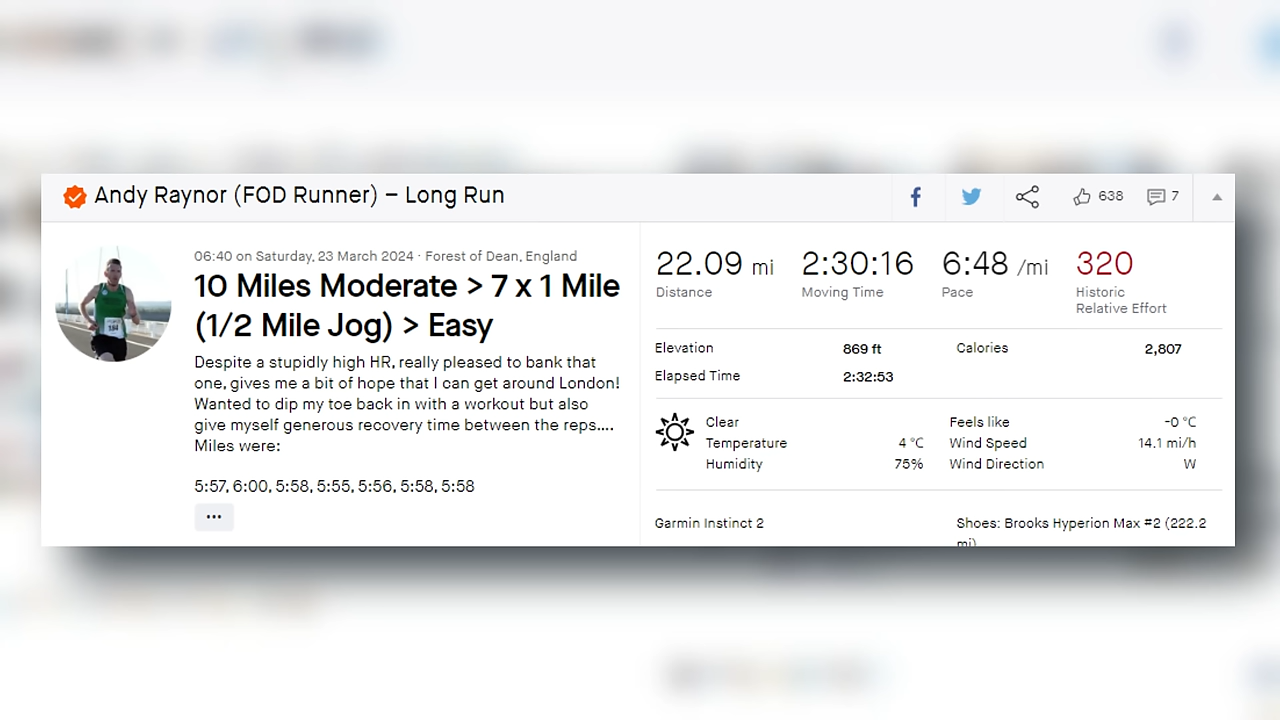 Andy Raynor (FOD Runner) – Long Run
638
7
06:40 on Saturday, 23 March 2024 · Forest of Dean, England
10 Miles Moderate > 7 x 1 Mile
(1/2 Mile Jog) > Easy
Despite a stupidly high HR, really pleased to bank that
one, gives me a bit of hope that I can get around London!
Wanted to dip my toe back in with a workout but also
give myself generous recovery time between the reps....
Miles were:
5:57, 6:00, 5:58, 5:55, 5:56, 5:58, 5:58
22.09 mi 2:30:16 6:48 /mi 320
Distance Moving Time Pace Historic
Relative Effort
Elevation 869 ft Calories 2,807
Elapsed Time 2:32:53
Clear Feels like -0 °C
Temperature 4 °C Wind Speed 14.1 mi/h
Humidity 75% Wind Direction W
Garmin Instinct 2 Shoes: Brooks Hyperion Max #2 (222.2
mi)